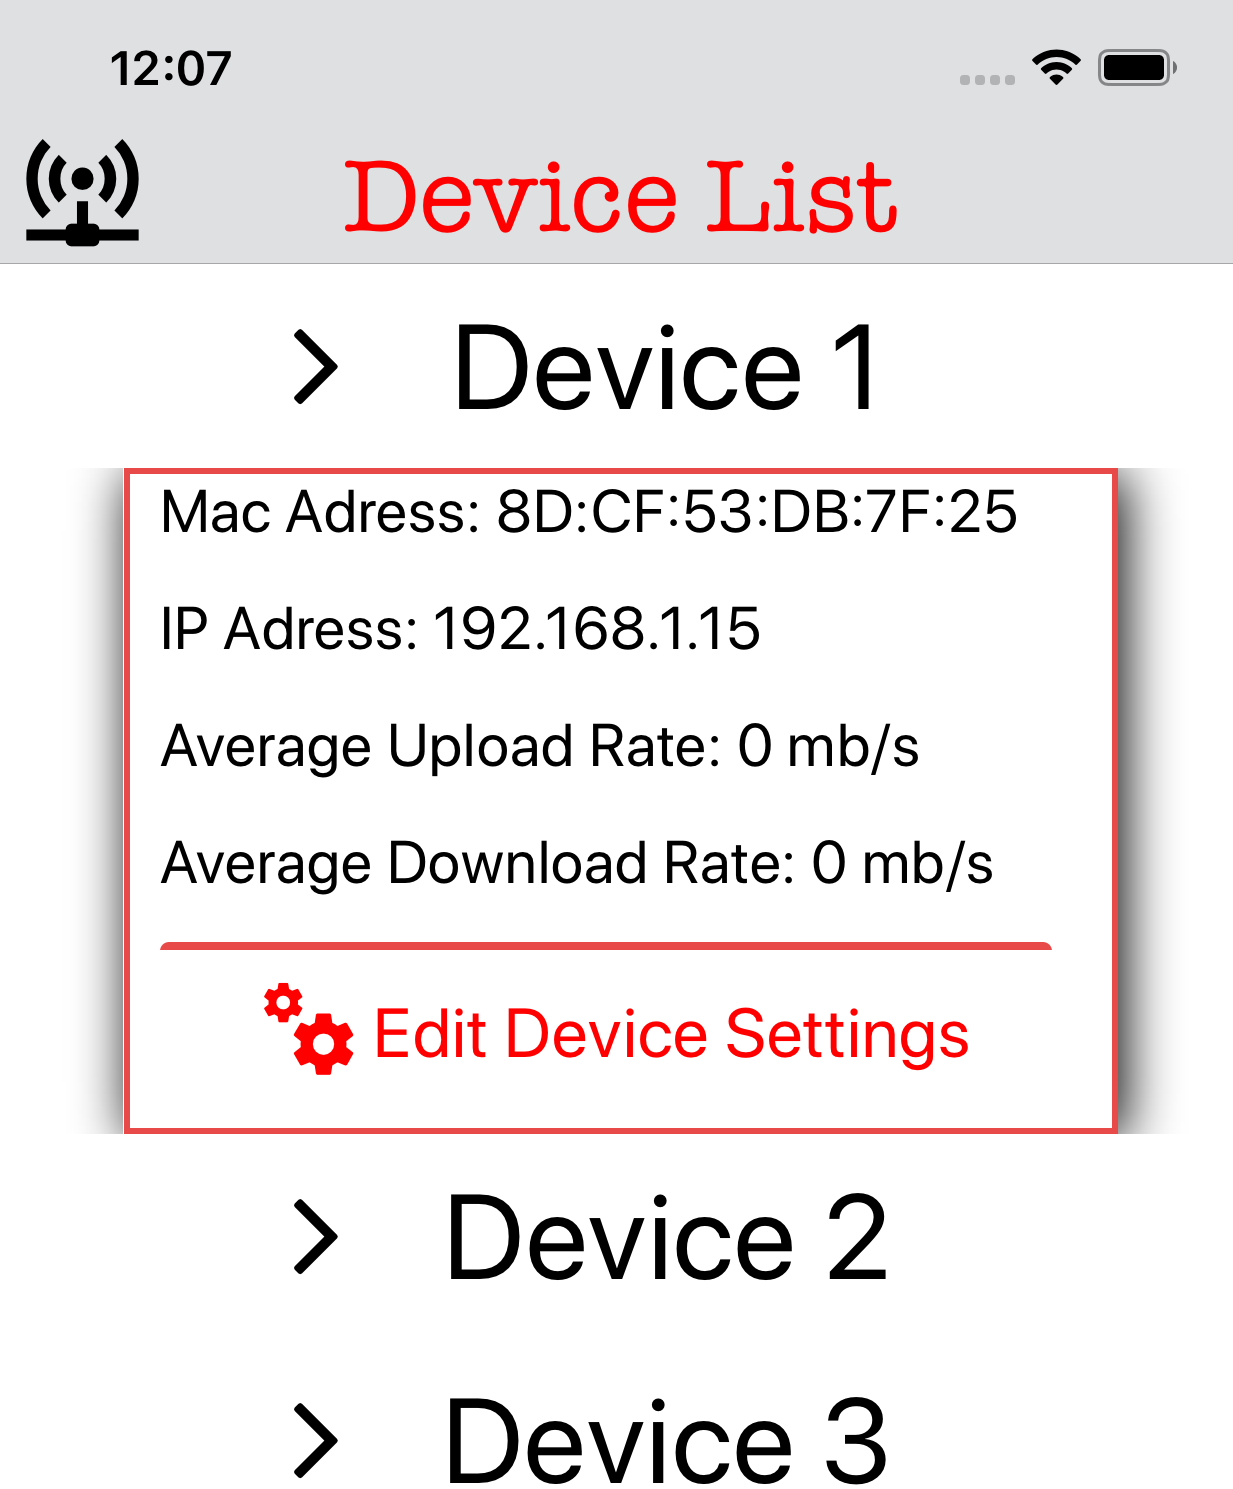 12:07
Device List
Device 1
Mac Adress: 8D:CF:53:DB:7F:25
IP Adress: 192.168.1.15
Average Upload Rate: 0 mb/s
Average Download Rate: 0 mb/s
Edit Device Settings
Device 2
Device 3